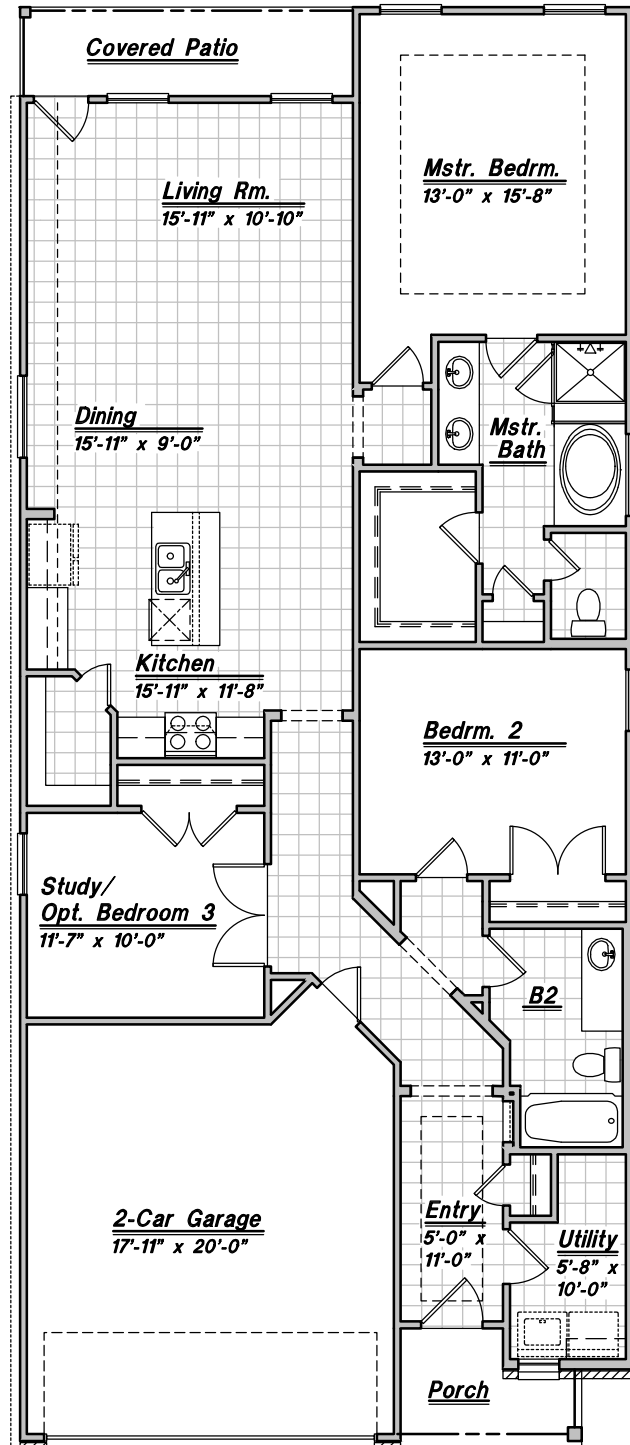 Covered Patio
Living Rm.
15'-11" x 10'-10"
Mstr. Bedrm.
13'-0" x 15'-8"
Dining
15'-11" x 9'-0"
Mstr.
Bath
Kitchen
15'-11" x 11'-8"
Bedrm. 2
13'-0" x 11'-0"
Study/
Opt. Bedroom 3
11'-7" x 10'-0"
B2
2-Car Garage
17'-11" x 20'-0"
Entry
5'-0" x
11'-0"
Utility
5'-8" x
10'-0"
Porch